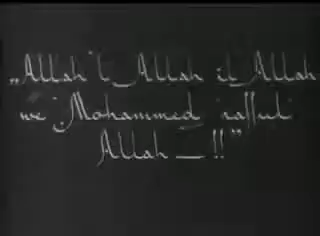 „Allah 'l Allah il Allah
we Mohammed rassul
Allah — !!”